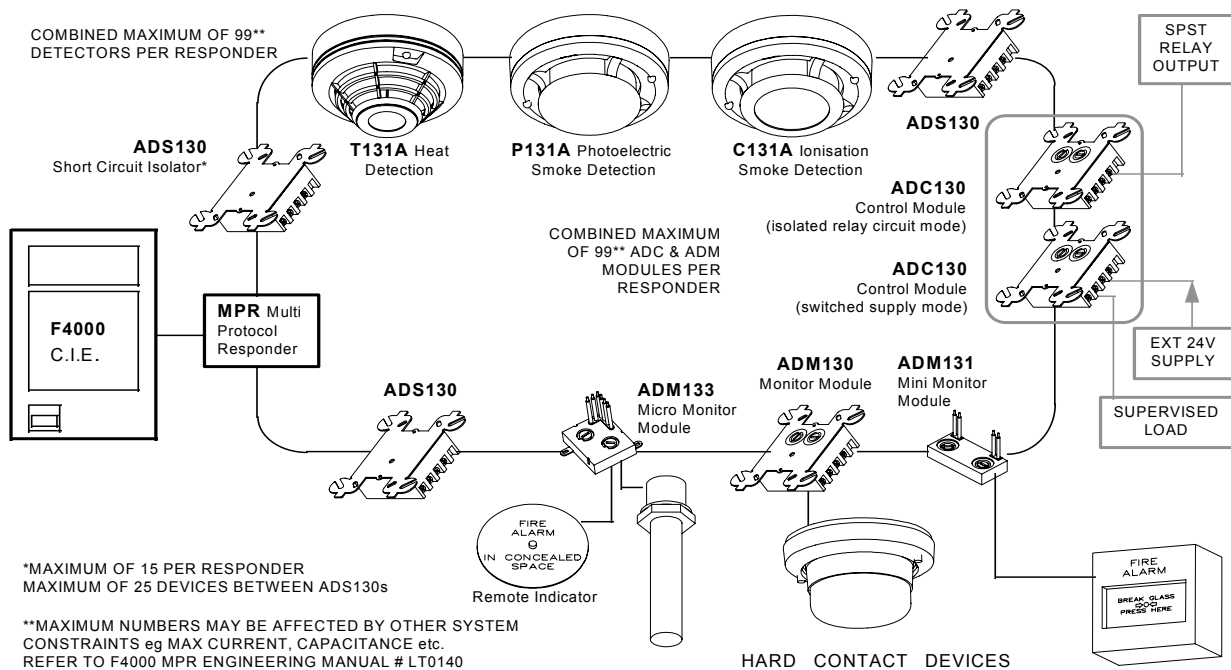 COMBINED MAXIMUM OF 99**
DETECTORS PER RESPONDER
SPST
RELAY
OUTPUT
ADS130
Short Circuit Isolator*
T131A Heat
Detection
P131A Photoelectric
Smoke Detection
C131A Ionisation
Smoke Detection
ADS130
ADC130
Control Module
(isolated relay circuit mode)
COMBINED MAXIMUM
OF 99** ADC & ADM
MODULES PER
RESPONDER
ADC130
Control Module
(switched supply mode)
F4000
C.I.E.
MPR Multi
Protocol
Responder
EXT 24V
SUPPLY
SUPERVISED
LOAD
ADS130
ADM133
Micro Monitor
Module
ADM130
Monitor Module
ADM131
Mini Monitor
Module
FIRE
ALARM
IN CONCEALED
SPACE
Remote Indicator
FIRE
ALARM
BREAK GLASS
PRESS HERE
*MAXIMUM OF 15 PER RESPONDER
MAXIMUM OF 25 DEVICES BETWEEN ADS130s
**MAXIMUM NUMBERS MAY BE AFFECTED BY OTHER SYSTEM
CONSTRAINTS eg MAX CURRENT, CAPACITANCE etc.
REFER TO F4000 MPR ENGINEERING MANUAL # LT0140
HARD CONTACT DEVICES